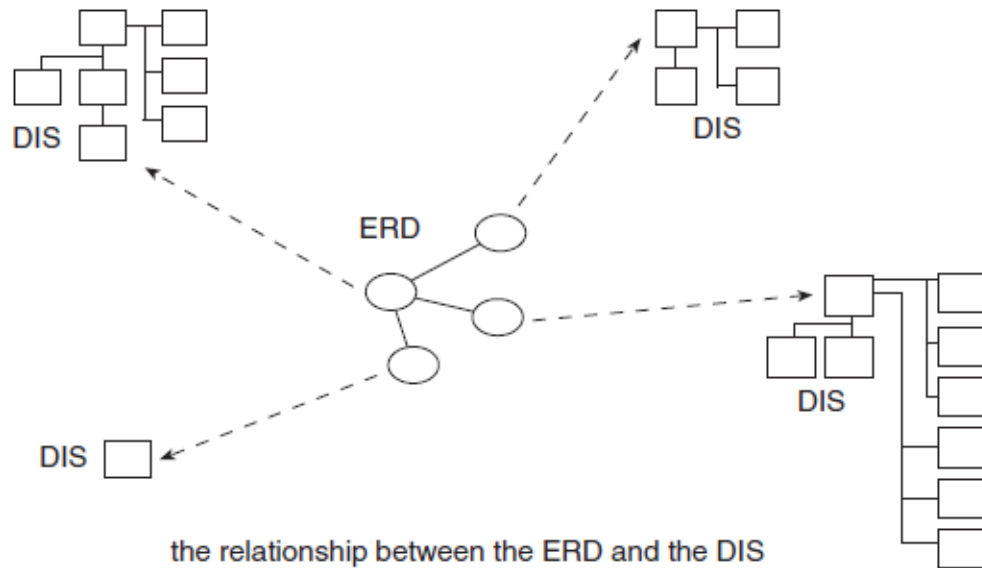 DIS
DIS
ERD
DIS
DIS
the relationship between the ERD and the DIS